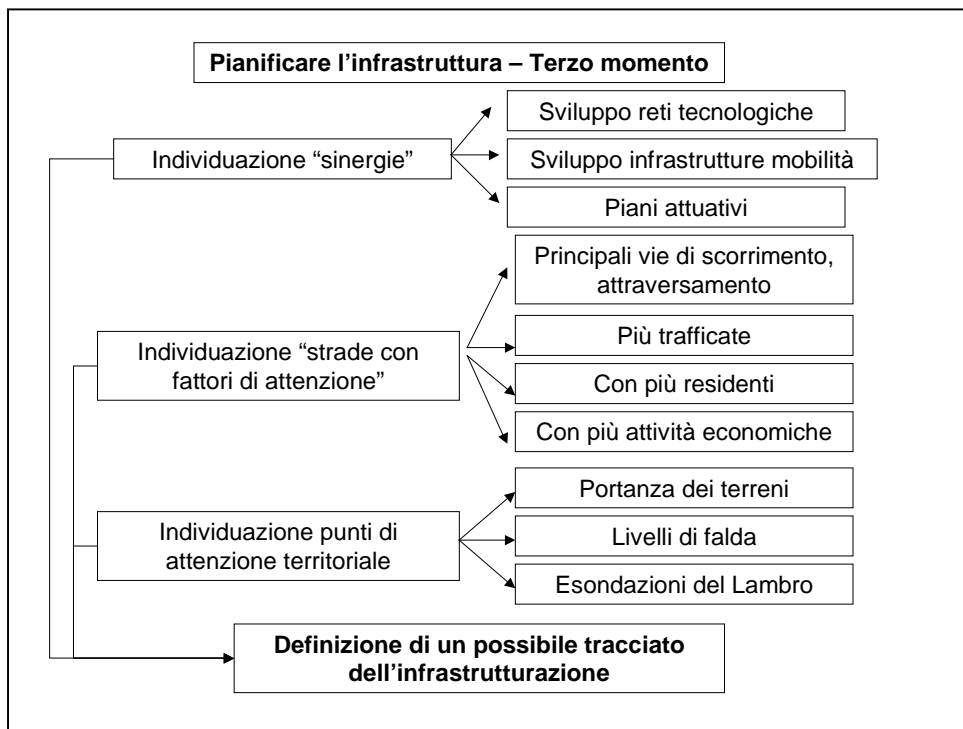 Pianificare l’infrastruttura – Terzo momento
Individuazione “sinergie”
Sviluppo reti tecnologiche
Sviluppo infrastrutture mobilità
Piani attuativi
Individuazione “strade con
fattori di attenzione”
Principali vie di scorrimento,
attraversamento
Più trafficate
Con più residenti
Con più attività economiche
Individuazione punti di
attenzione territoriale
Portanza dei terreni
Livelli di falda
Esondazioni del Lambro
Definizione di un possibile tracciato
dell’infrastrutturazione